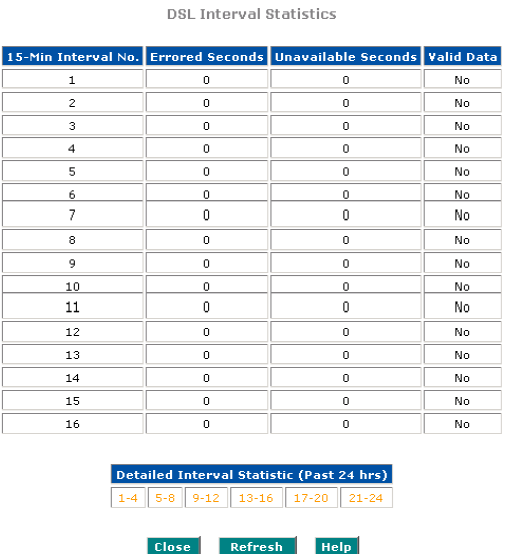 DSL Interval Statistics
15-Min Interval No. Errored Seconds Unavailable Seconds Valid Data
1 0 0 No
2 0 0 No
3 0 0 No
4 0 0 No
5 0 0 No
6 0 0 No
7 0 0 No
8 0 0 No
9 0 0 No
10 0 0 No
11 0 0 No
12 0 0 No
13 0 0 No
14 0 0 No
15 0 0 No
16 0 0 No
Detailed Interval Statistic (Past 24 hrs)
1-4 5-8 9-12 13-16 17-20 21-24
Close Refresh Help